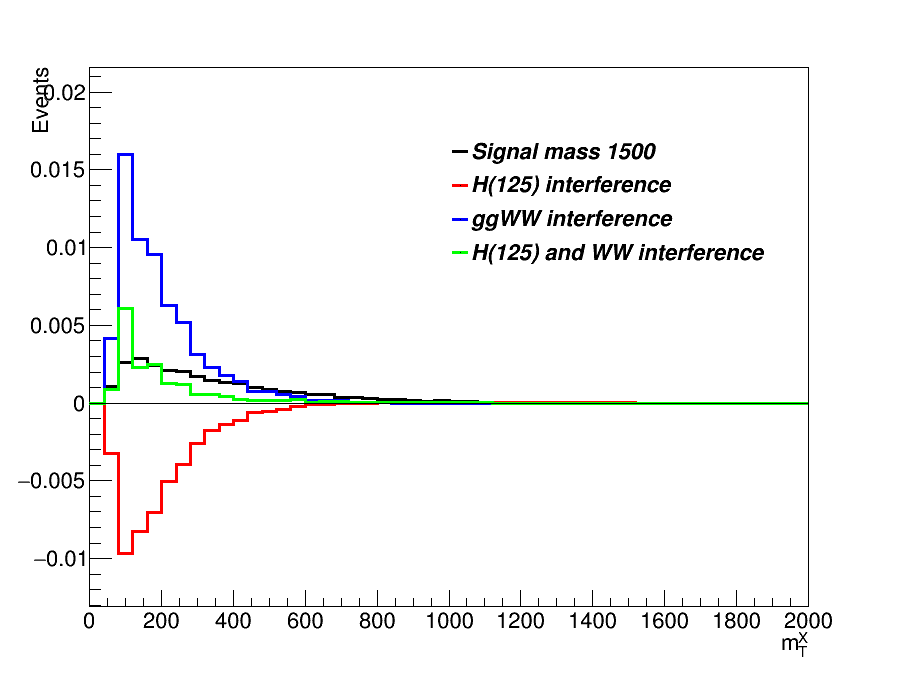 Events
0.02
0.015
0.01
0.005
0
−0.005
−0.01
Signal mass 1500
H(125) interference
ggWW interference
H(125) and WW interference
0 200 400 600 800 1000 1200 1400 1600 1800 2000
m_T^X